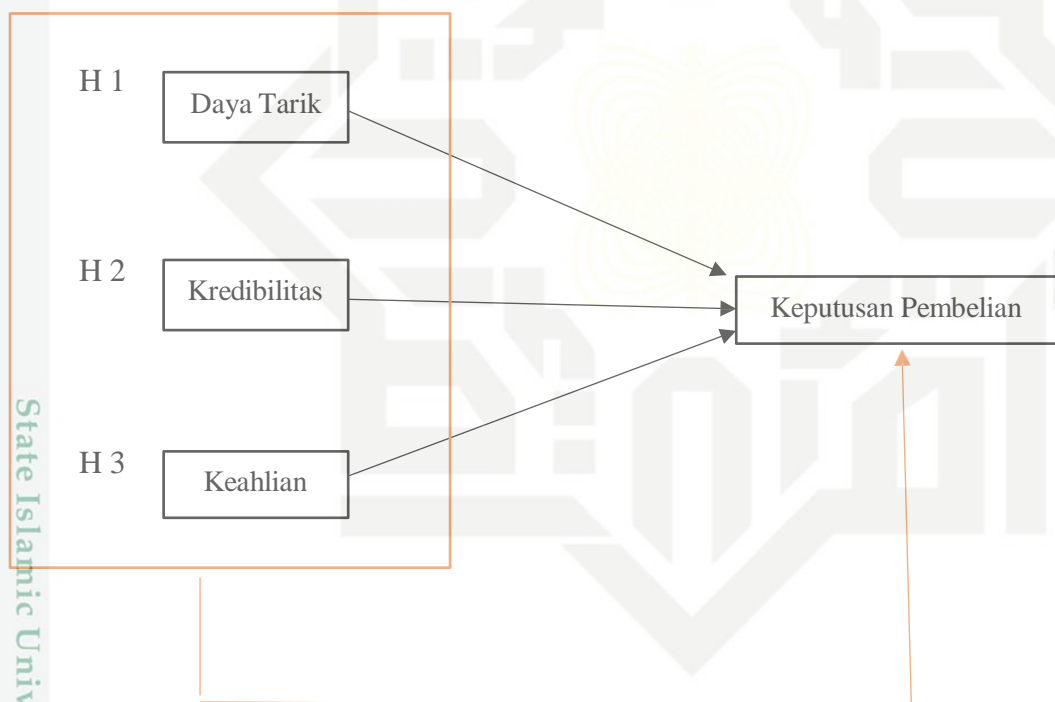 H 1
Daya Tarik
H 2
Kredibilitas
Keputusan Pembelian
H 3
Keahlian
State Islamic Univ